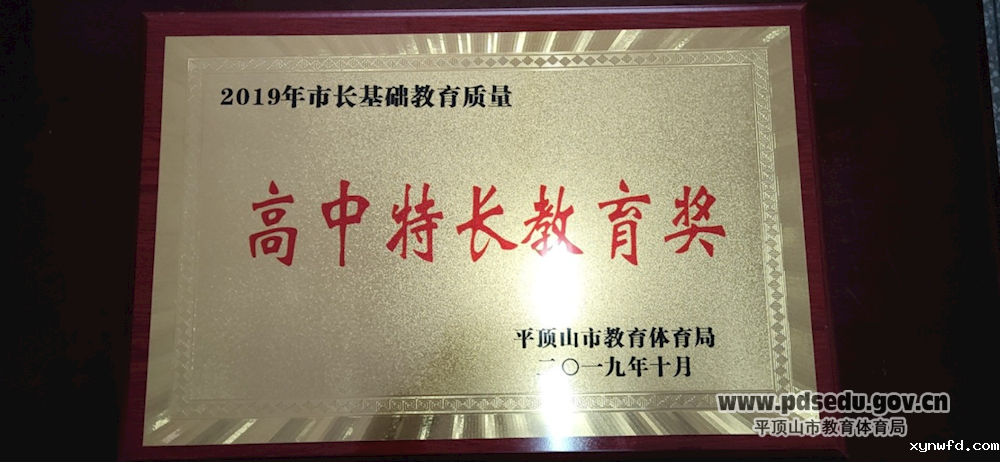 2019年市长基础教育质量
高中特长教育奖
平顶山市教育体育局
二〇一九年十月
www.pdsedu.gov.cn
平顶山市教育体育局
xynwfd.com